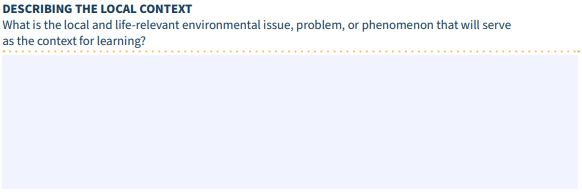 DESCRIBING THE LOCAL CONTEXT
What is the local and life-relevant environmental issue, problem, or phenomenon that will serve
as the context for learning?